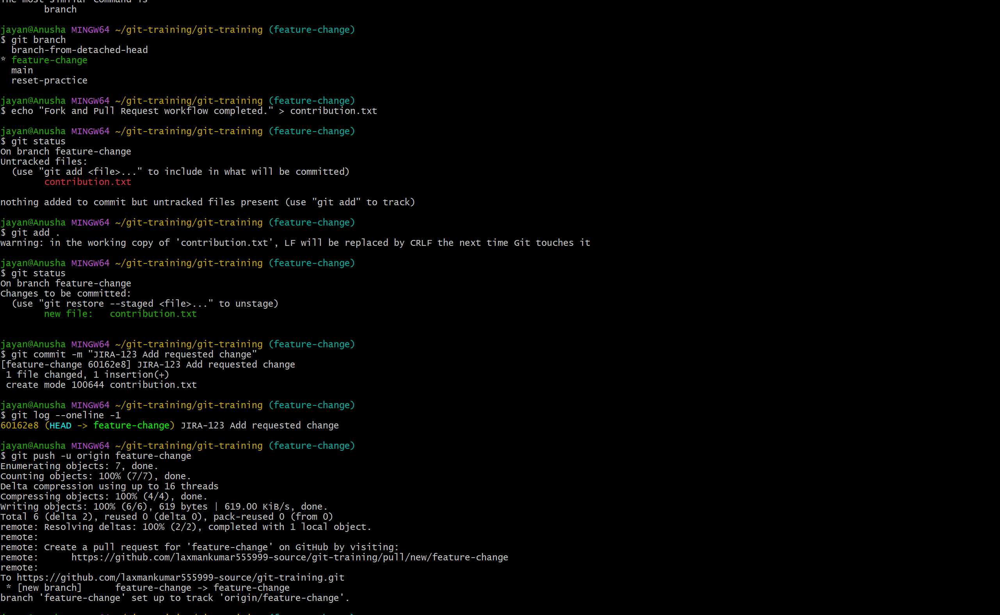 The most similar command is
        branch

jayan@Anusha MINGW64 ~/git-training/git-training (feature-change)
$ git branch
  branch-from-detached-head
* feature-change
  main
  reset-practice

jayan@Anusha MINGW64 ~/git-training/git-training (feature-change)
$ echo "Fork and Pull Request workflow completed." > contribution.txt

jayan@Anusha MINGW64 ~/git-training/git-training (feature-change)
$ git status
On branch feature-change
Untracked files:
  (use "git add <file>..." to include in what will be committed)
        contribution.txt

nothing added to commit but untracked files present (use "git add" to track)

jayan@Anusha MINGW64 ~/git-training/git-training (feature-change)
$ git add .
warning: in the working copy of 'contribution.txt', LF will be replaced by CRLF the next time Git touches it

jayan@Anusha MINGW64 ~/git-training/git-training (feature-change)
$ git status
On branch feature-change
Changes to be committed:
  (use "git restore --staged <file>..." to unstage)
        new file:   contribution.txt


jayan@Anusha MINGW64 ~/git-training/git-training (feature-change)
$ git commit -m "JIRA-123 Add requested change"
[feature-change 60162e8] JIRA-123 Add requested change
 1 file changed, 1 insertion(+)
 create mode 100644 contribution.txt

jayan@Anusha MINGW64 ~/git-training/git-training (feature-change)
$ git log --oneline -1
60162e8 (HEAD -> feature-change) JIRA-123 Add requested change

jayan@Anusha MINGW64 ~/git-training/git-training (feature-change)
$ git push -u origin feature-change
Enumerating objects: 7, done.
Counting objects: 100% (7/7), done.
Delta compression using up to 16 threads
Compressing objects: 100% (4/4), done.
Writing objects: 100% (6/6), 619 bytes | 619.00 KiB/s, done.
Total 6 (delta 2), reused 0 (delta 0), pack-reused 0 (from 0)
remote: Resolving deltas: 100% (2/2), completed with 1 local object.
remote:
remote: Create a pull request for 'feature-change' on GitHub by visiting:
remote:      https://github.com/laxmankumar555999-source/git-training/pull/new/feature-change
remote:
To https://github.com/laxmankumar555999-source/git-training.git
 * [new branch]      feature-change -> feature-change
branch 'feature-change' set up to track 'origin/feature-change'.